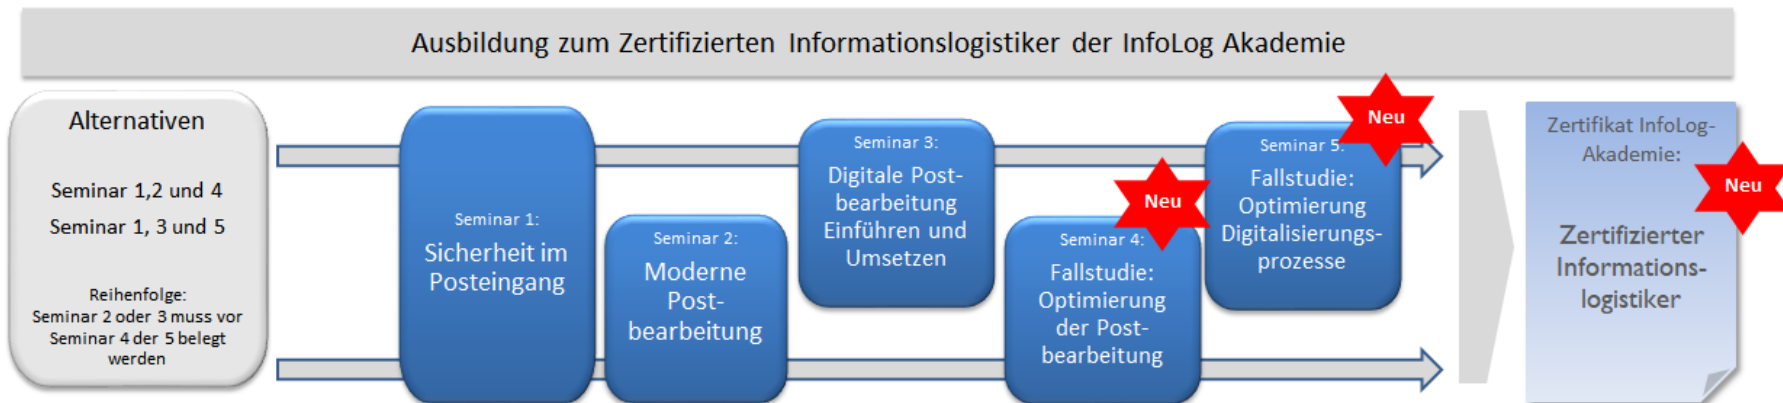 Ausbildung zum Zertifizierten Informationslogistiker der InfoLog Akademie
Alternativen
Seminar 1,2 und 4
Seminar 1, 3 und 5
Reihenfolge:
Seminar 2 oder 3 muss vor
Seminar 4 der 5 belegt
werden
Seminar 1:
Sicherheit im
Posteingang
Seminar 2:
Moderne
Post-
bearbeitung
Seminar 3:
Digitale Post-
bearbeitung
Einführen und
Umsetzen
Neu
Seminar 4:
Fallstudie:
Optimierung
der Post-
bearbeitung
Neu
Seminar 5:
Fallstudie:
Optimierung
Digitalisierungs-
prozesse
Zertifikat InfoLog-
Akademie:
Neu
Zertifizierter
Informations-
logistiker